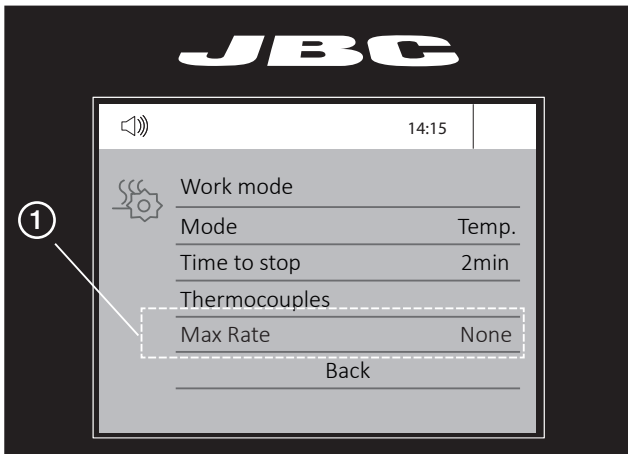 JBC
14:15
Work mode
Mode Temp.
Time to stop 2min
Thermocouples
1
Max Rate None
Back